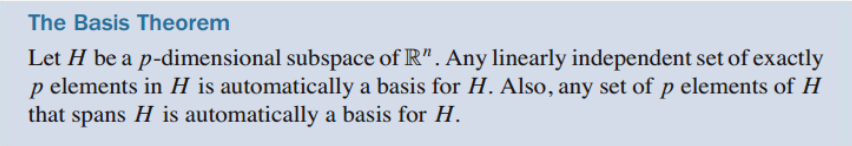 The Basis Theorem
Let H be a p-dimensional subspace of ℝⁿ. Any linearly independent set of exactly
p elements in H is automatically a basis for H. Also, any set of p elements of H
that spans H is automatically a basis for H.